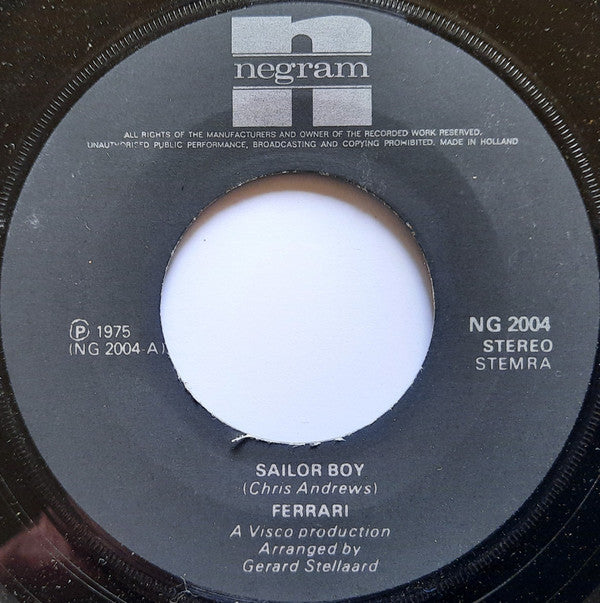 n
negram
ALL RIGHTS OF THE MANUFACTURERS AND OWNER OF THE RECORDED WORK RESERVED.
UNAUTHORISED PUBLIC PERFORMANCE, BROADCASTING AND COPYING PROHIBITED. MADE IN HOLLAND
℗ 1975
(NG 2004-A)
NG 2004
STEREO
STEMRA
SAILOR BOY
(Chris Andrews)
FERRARI
A Visco production
Arranged by
Gerard Stellaard